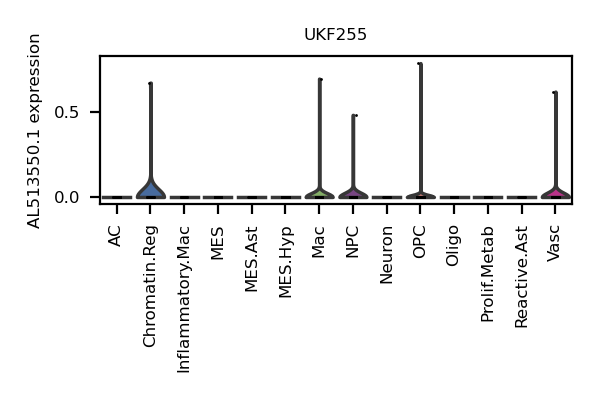 UKF255
AL513550.1 expression
0.5
0.0
AC
Chromatin.Reg
Inflammatory.Mac
MES
MES.Ast
MES.Hyp
Mac
NPC
Neuron
OPC
Oligo
Prolif.Metab
Reactive.Ast
Vasc